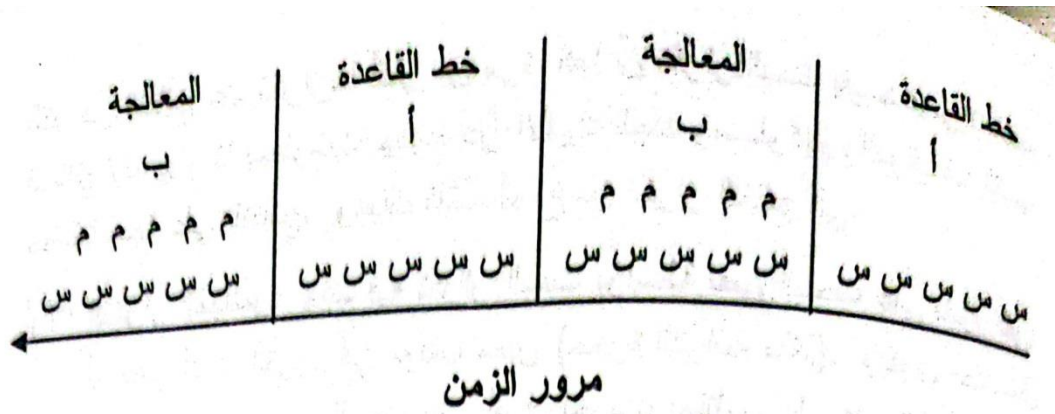 خط القاعدة
أ
س س س س س
المعالجة
ب
م م م م م
س س س س س
خط القاعدة
أ
س س س س س
المعالجة
ب
م م م م م
س س س س س
مرور الزمن